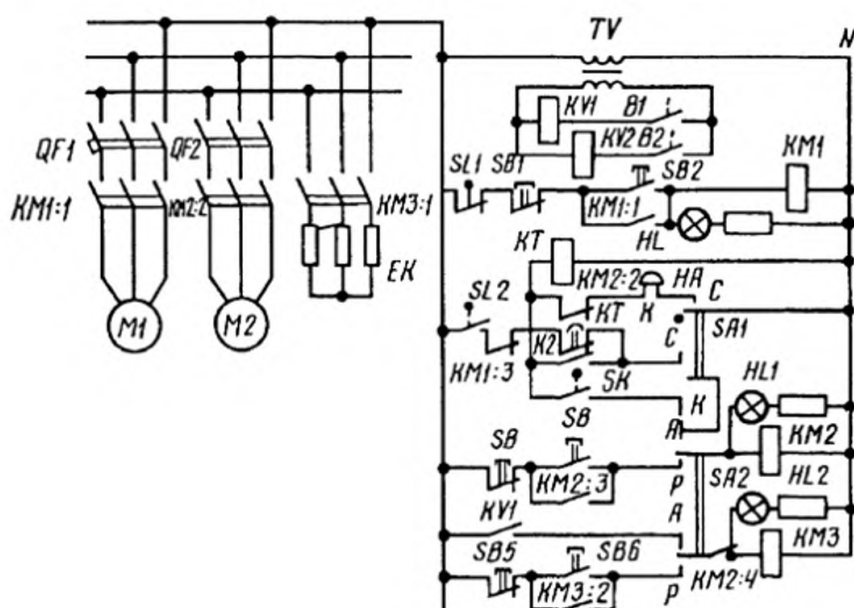 TV
N
KV1 B1
KV2 B2
QF1
QF2
SL1 SB1
SB2
KM1
KM1:1
KM2:2
KM3:1
KM1:1
HL
KT
EK
KM2:2 HA
C
SL2
KT
K
SA1
M1
M2
K2
C
KM1:3
SK
K
HL1
SB
A
SB
KM2
KM2:3
P
SA2
HL2
KV1
A
SB5
SB6
KM3
KM3:2
P
KM2:4